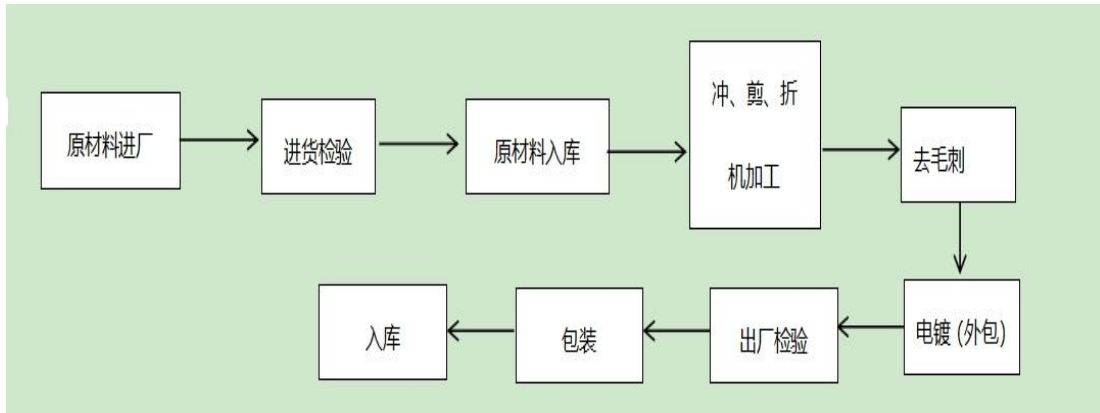 原材料进厂
进货检验
原材料入库
冲、剪、折
机加工
去毛刺
电镀（外包）
出厂检验
包装
入库